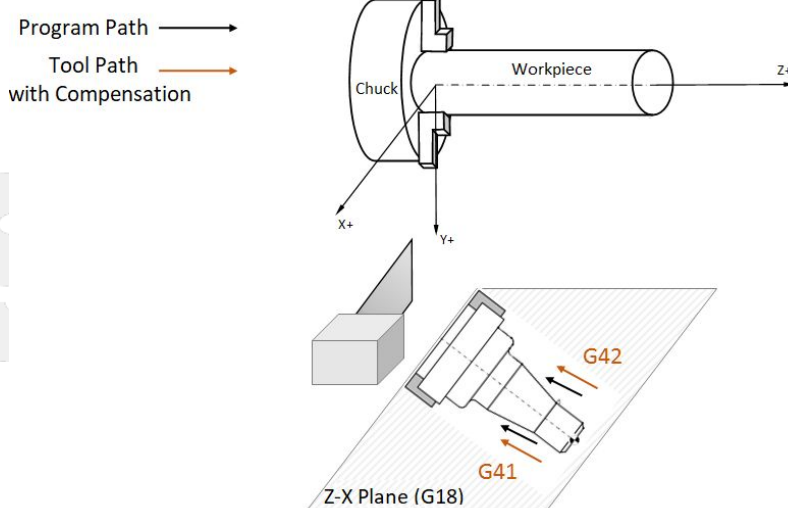 Program Path
Tool Path
with Compensation
Chuck
Workpiece
Z+
X+
Y+
G42
G41
Z-X Plane (G18)